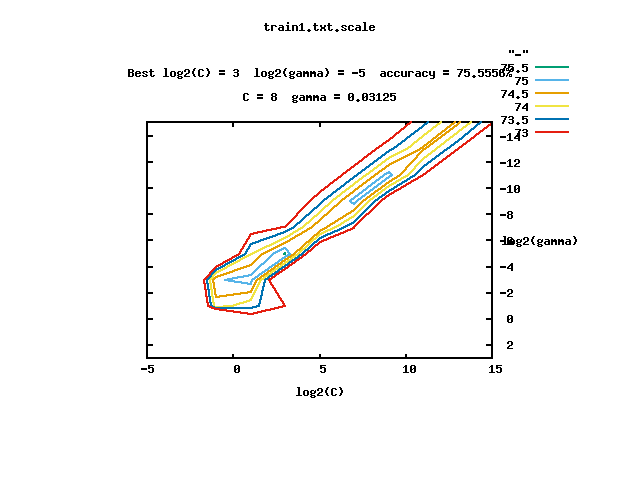 train1.txt.scale
"-"
Best log2(C) = 3  log2(gamma) = -5  accuracy = 75.5556%
75.5
75
C = 8  gamma = 0.03125
74.5
74
73.5
73
-14
-12
-10
-8
-6
log2(gamma)
-4
-2
0
2
-5 0 5 10 15
log2(C)